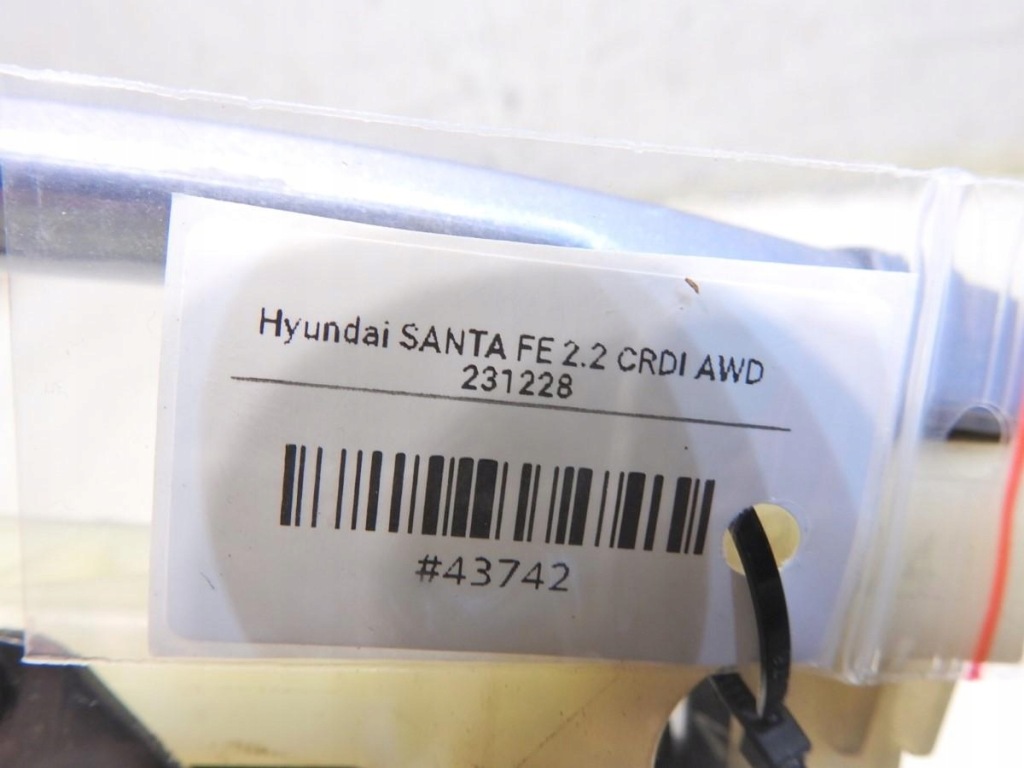 Hyundai SANTA FE 2.2 CRDI AWD
231228
#43742